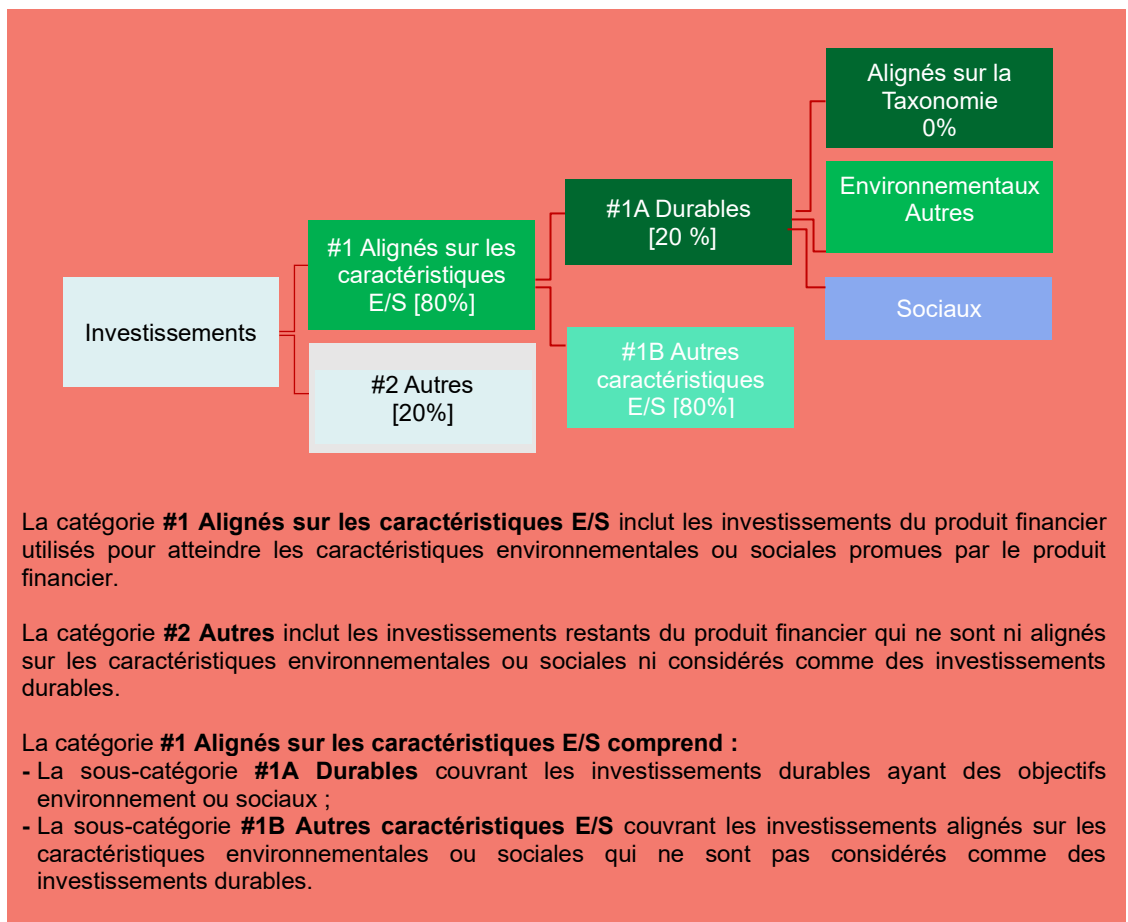 Alignés sur la
Taxonomie
0%
Environnementaux
Autres
#1A Durables
[20 %]
#1 Alignés sur les
caractéristiques
E/S [80%]
Sociaux
Investissements
#1B Autres
caractéristiques
E/S [80%]
#2 Autres
[20%]
La catégorie #1 Alignés sur les caractéristiques E/S inclut les investissements du produit financier
utilisés pour atteindre les caractéristiques environnementales ou sociales promues par le produit
financier.
La catégorie #2 Autres inclut les investissements restants du produit financier qui ne sont ni alignés
sur les caractéristiques environnementales ou sociales ni considérés comme des investissements
durables.
La catégorie #1 Alignés sur les caractéristiques E/S comprend :
- La sous-catégorie #1A Durables couvrant les investissements durables ayant des objectifs
environnement ou sociaux ;
- La sous-catégorie #1B Autres caractéristiques E/S couvrant les investissements alignés sur les
caractéristiques environnementales ou sociales qui ne sont pas considérés comme des
investissements durables.